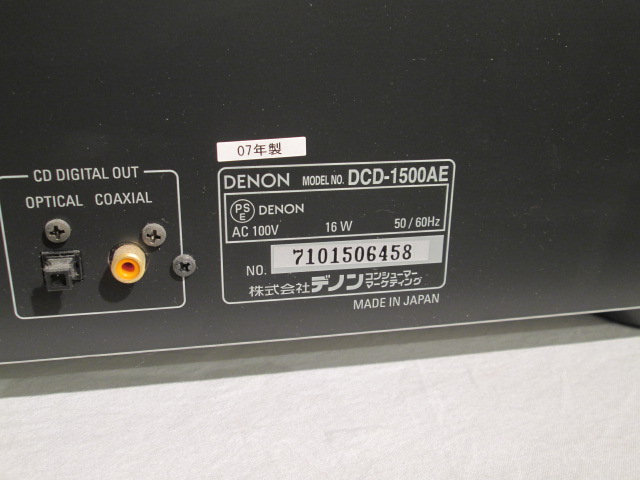 07年製
CD DIGITAL OUT
OPTICAL COAXIAL
DENON MODEL NO. DCD-1500AE
PS E DENON
AC 100V 16 W 50 / 60Hz
NO. 7101506458
株式会社デノン コンシューマー マーケティング
MADE IN JAPAN